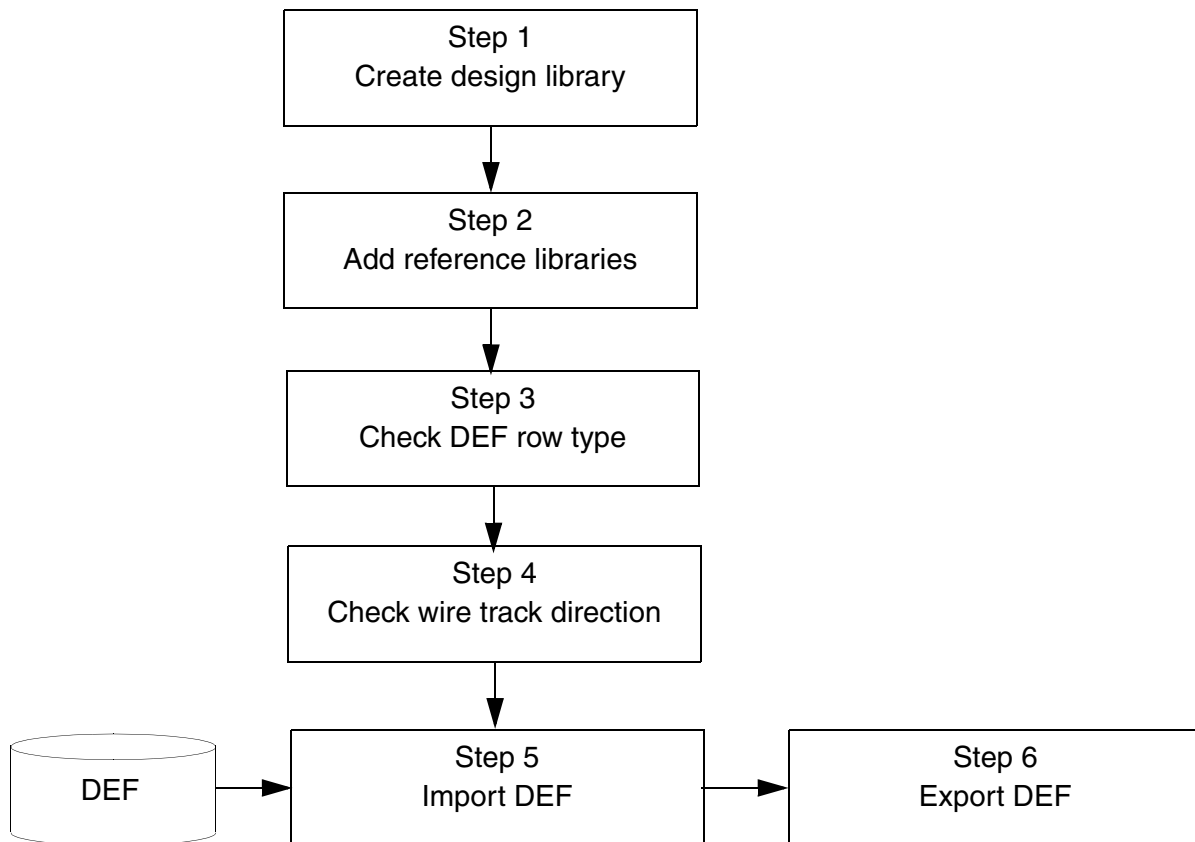 Step 1
Create design library
Step 2
Add reference libraries
Step 3
Check DEF row type
Step 4
Check wire track direction
DEF
Step 5
Import DEF
Step 6
Export DEF